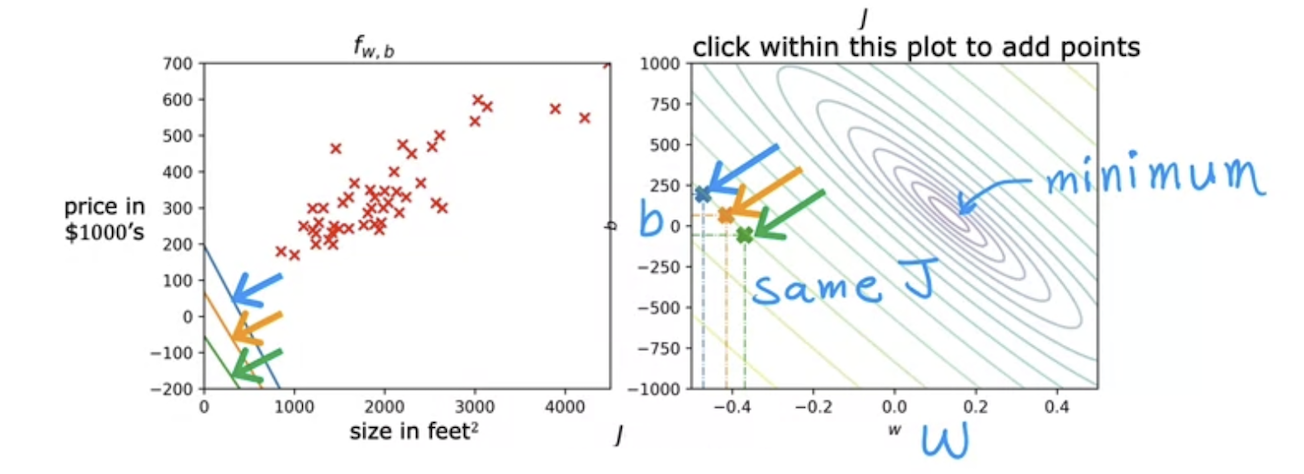 J
f_{w, b}
click within this plot to add points
price in
$1000's
700
600
500
400
300
200
100
0
−100
−200
0 1000 2000 3000 4000
size in feet²
J
b
b
1000
750
500
250
0
−250
−500
−750
−1000
minimum
same J
−0.4 −0.2 0.0 0.2 0.4
w
W